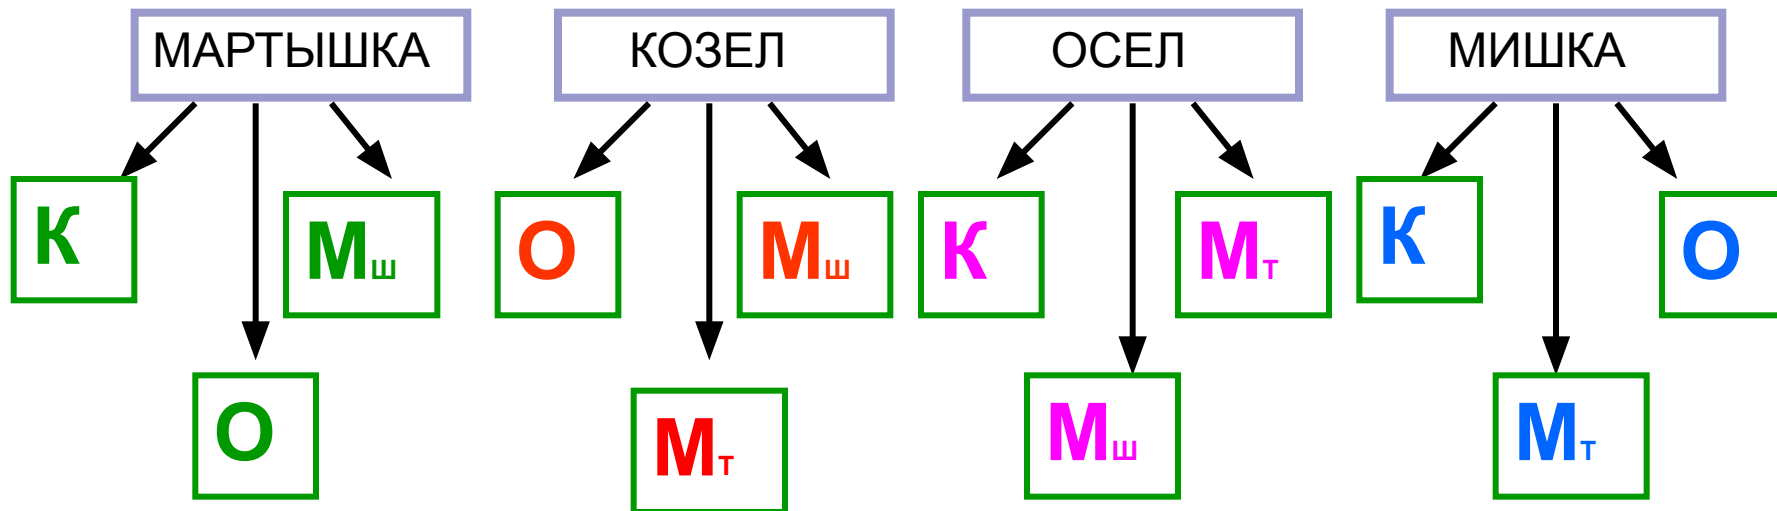 МАРТЫШКА КОЗЕЛ ОСЕЛ МИШКА
К Мш О Мш К Мт К О
О Мт Мш Мт